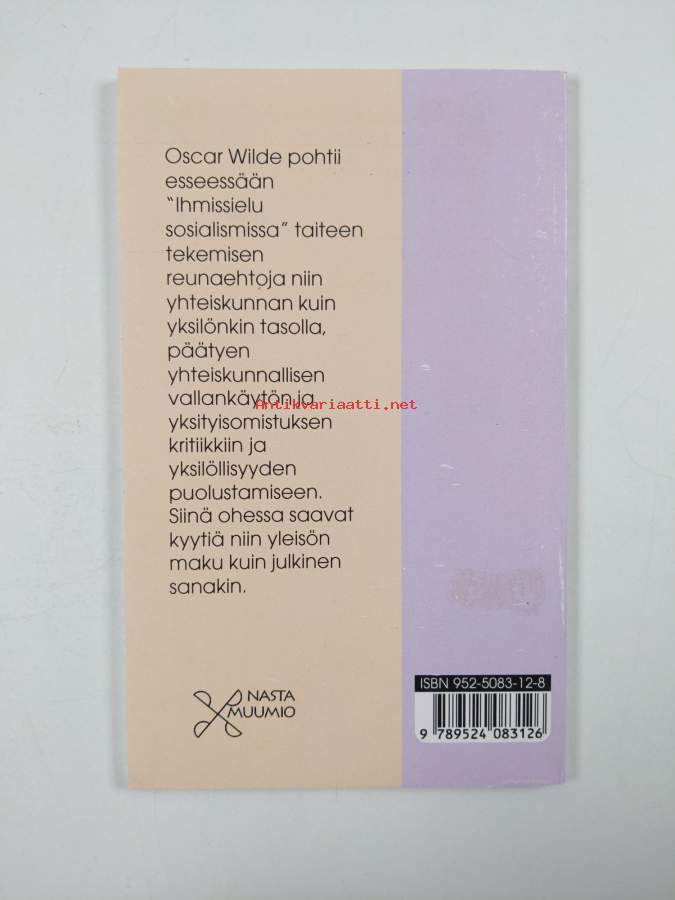 Oscar Wilde pohtii
esseessään
"Ihmissielu
sosialismissa" taiteen
tekemisen
reunaehtoja niin
yhteiskunnan kuin
yksilönkin tasolla,
päätyen
yhteiskunnallisen
vallankäytön ja
Antikvariaatti.net
yksityisomistuksen
kritiikkiin ja
yksilöllisyyden
puolustamiseen.
Siinä ohessa saavat
kyytiä niin yleisön
maku kuin julkinen
sanakin.
NASTA
MUUMIO
ISBN 952-5083-12-8
9 789524 083126